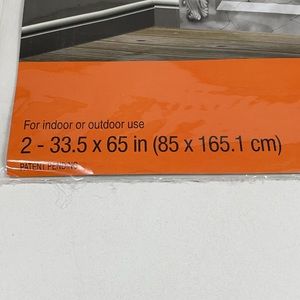 For indoor or outdoor use
2 - 33.5 x 65 in (85 x 165.1 cm)
PATENT PENDING